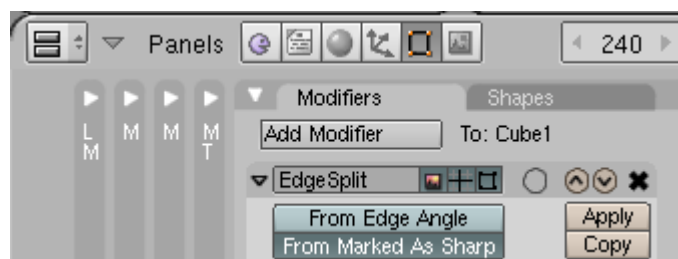 Panels 240
Modifiers Shapes
L M M M M T
Add Modifier To: Cube1
EdgeSplit
From Edge Angle Apply
From Marked As Sharp Copy